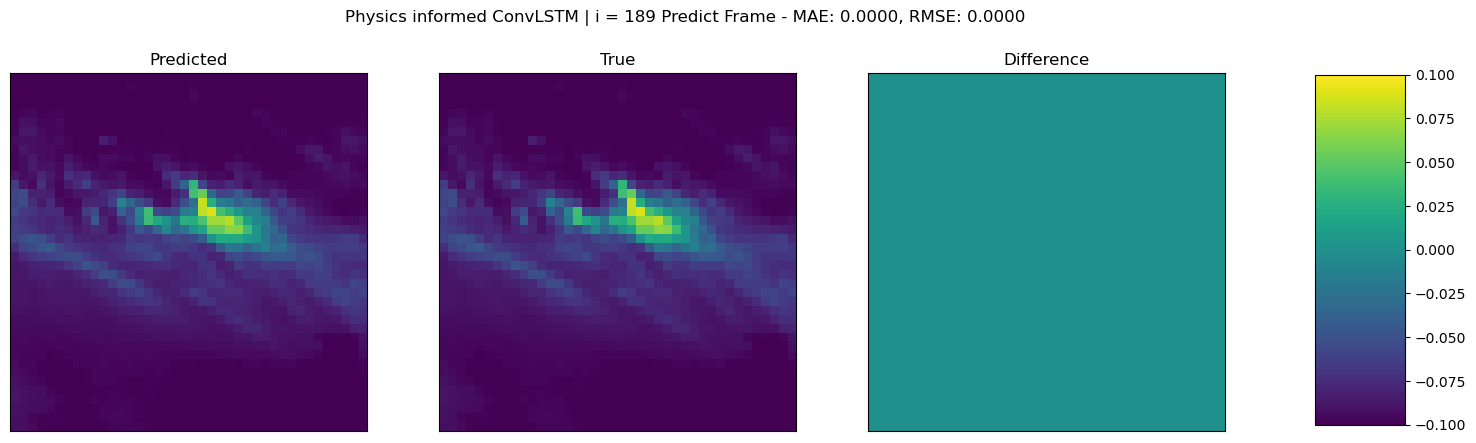 Physics informed ConvLSTM | i = 189 Predict Frame - MAE: 0.0000, RMSE: 0.0000
Predicted
True
Difference
0.100
0.075
0.050
0.025
0.000
−0.025
−0.050
−0.075
−0.100